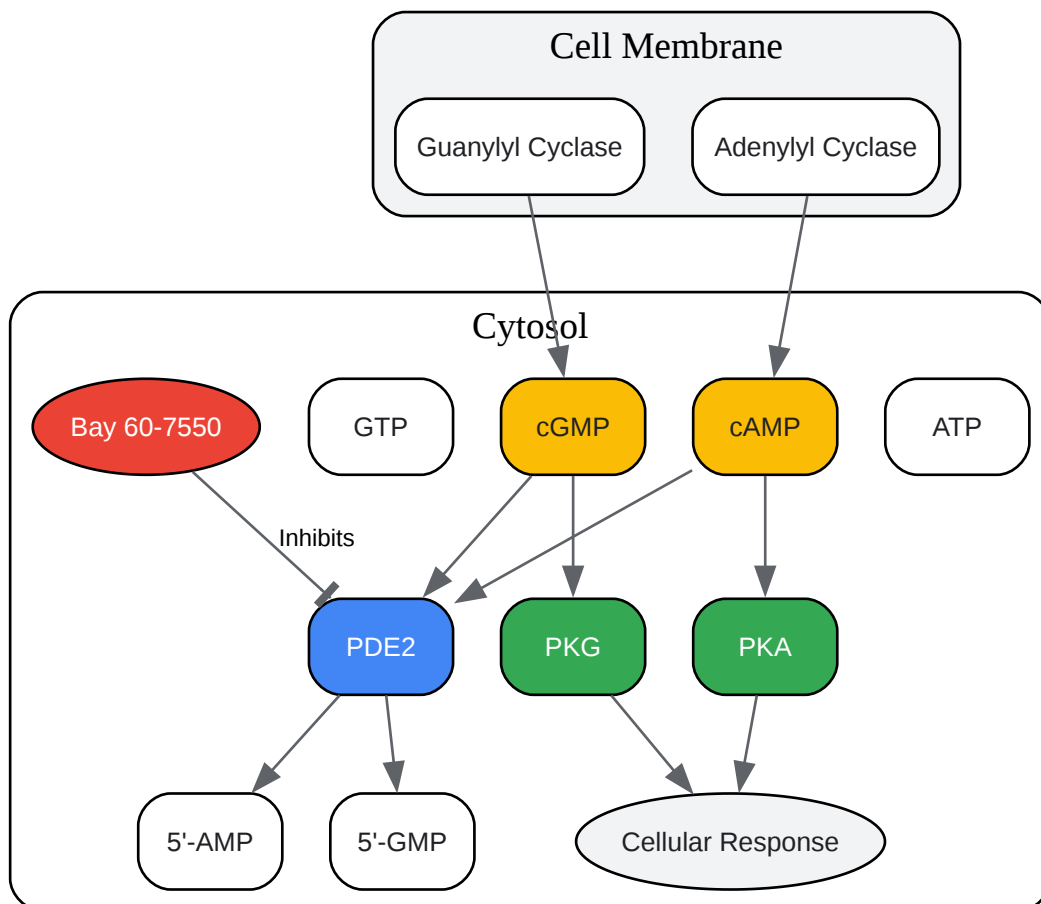 Cell Membrane
Guanylyl Cyclase
Adenylyl Cyclase
Cytosol
Bay 60-7550
GTP
cGMP
cAMP
ATP
Inhibits
PDE2
PKG
PKA
5'-AMP
5'-GMP
Cellular Response